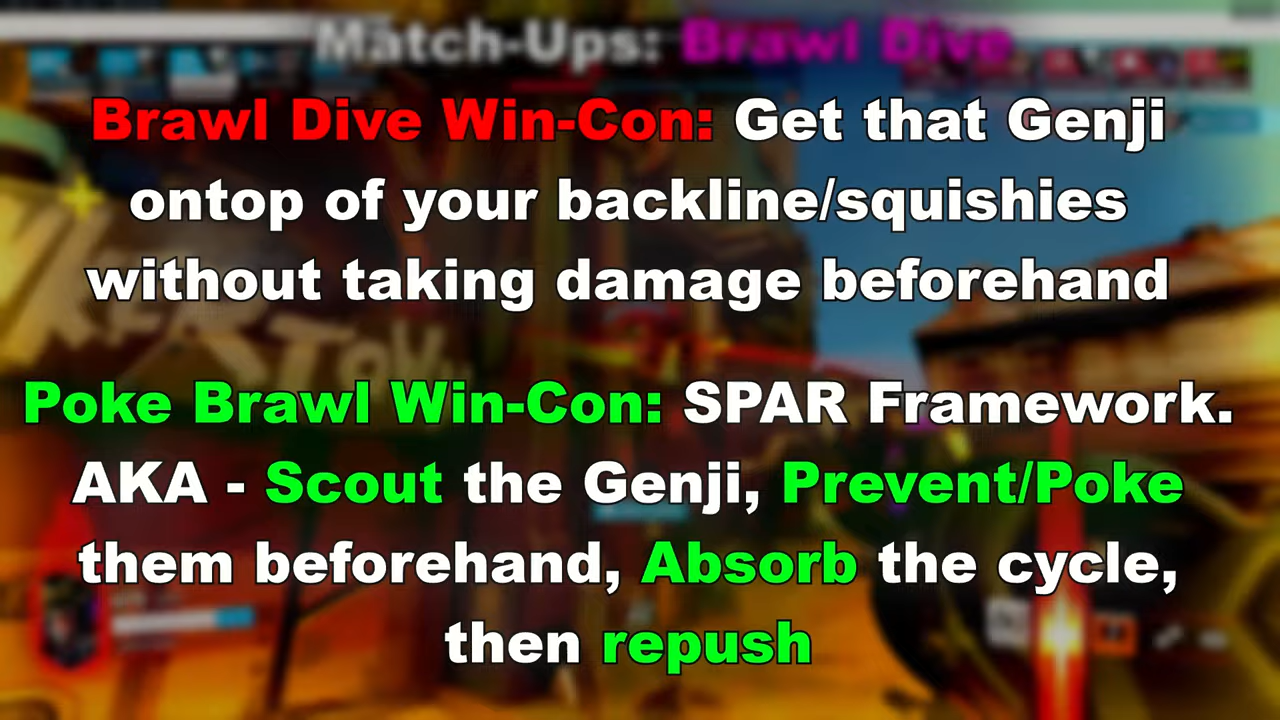 Match-Ups: Brawl Dive
Brawl Dive Win-Con: Get that Genji
ontop of your backline/squishies
without taking damage beforehand
Poke Brawl Win-Con: SPAR Framework.
AKA - Scout the Genji, Prevent/Poke
them beforehand, Absorb the cycle,
then repush